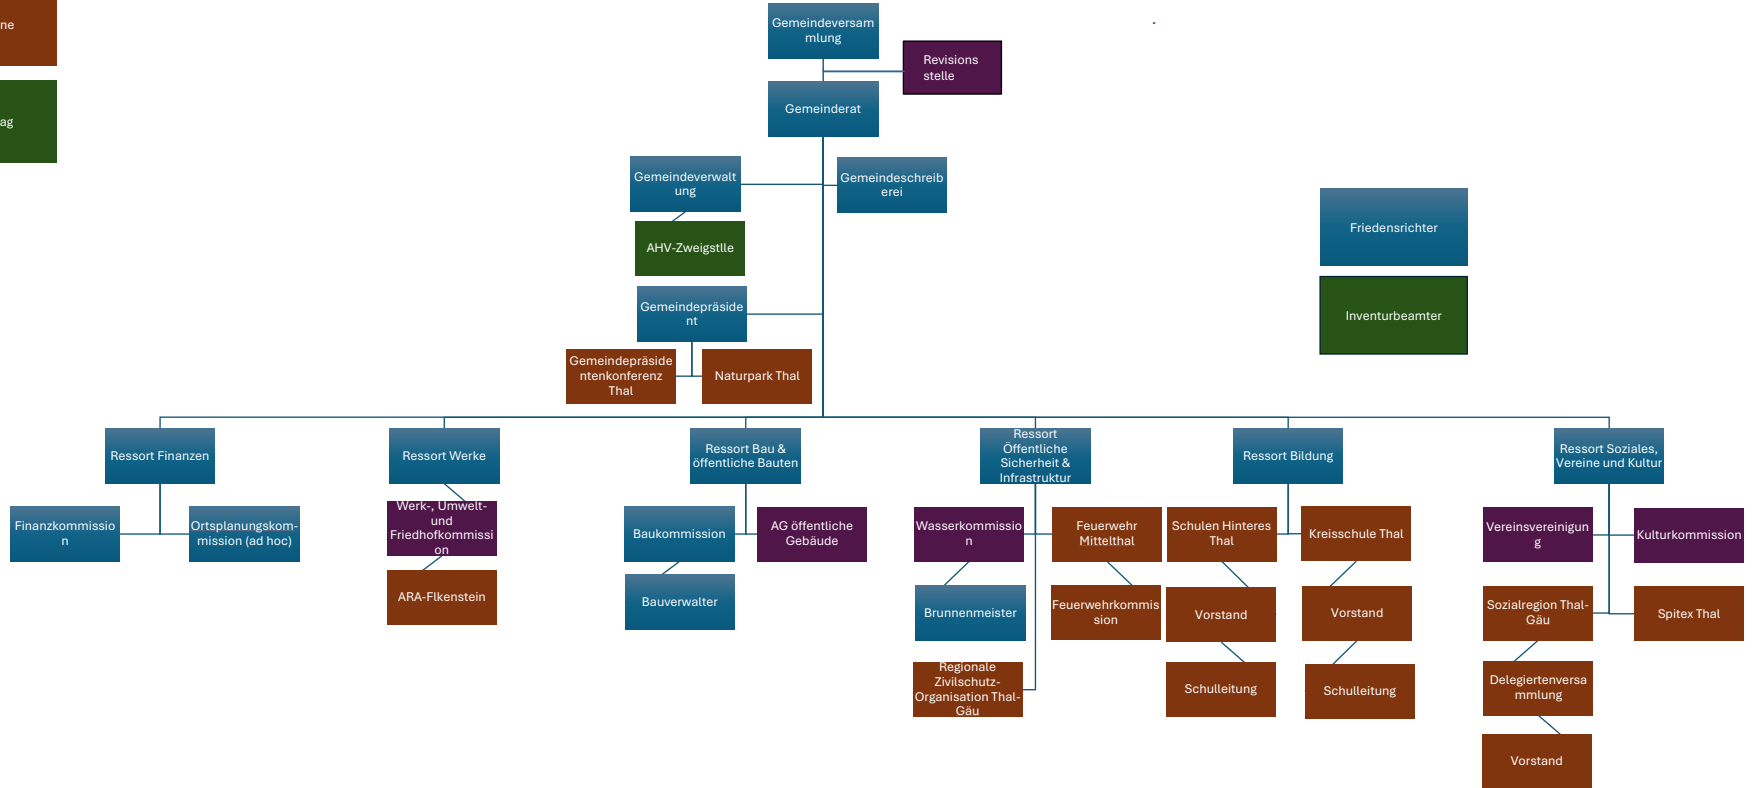 ne
ag
Gemeindeversam
mlung
Revisions
stelle
Gemeinderat
Gemeindeverwalt
ung
Gemeindeschreib
erei
AHV-Zweigstlle
Gemeindepräside
nt
Gemeindepräside
ntenkonferenz
Thal
Naturpark Thal
Friedensrichter
Inventurbeamter
Ressort Finanzen
Finanzkommissio
n
Ortsplanungskom-
mission (ad hoc)
Ressort Werke
Werk-, Umwelt-
und
Friedhofkommissi
on
ARA-Flkenstein
Ressort Bau &
öffentliche Bauten
Baukommission
AG öffentliche
Gebäude
Bauverwalter
Ressort
Öffentliche
Sicherheit &
Infrastruktur
Wasserkommissio
n
Feuerwehr
Mittelthal
Brunnenmeister
Feuerwehrkommis
sion
Regionale
Zivilschutz-
Organisation Thal-
Gäu
Ressort Bildung
Schulen Hinteres
Thal
Kreisschule Thal
Vorstand
Vorstand
Schulleitung
Schulleitung
Ressort Soziales,
Vereine und Kultur
Vereinsvereinigun
g
Kulturkommission
Sozialregion Thal-
Gäu
Spitex Thal
Delegiertenversa
mmlung
Vorstand